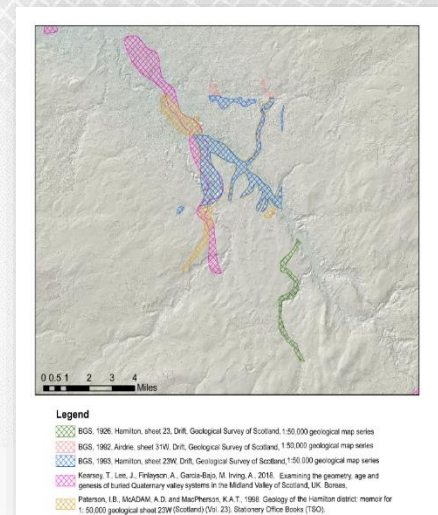 0 0.5 1 2 3 4
Miles
Legend
BGS, 1926, Hamilton, sheet 23, Drift, Geological Survey of Scotland, 1:50,000 geological map series
BGS, 1992, Airdrie, sheet 31W, Drift, Geological Survey of Scotland, 1:50,000 geological map series
BGS, 1993, Hamilton, sheet 23W, Drift, Geological Survey of Scotland, 1:50,000 geological map series
Kearsey, T., Lee, J., Finlayson, A., Garcia-Bajo, M. Irving, A., 2018, Examining the geometry, age and
genesis of buried Quaternary valley systems in the Midland Valley of Scotland, UK. Boreas.
Paterson, I.B., McADAM, A.D. and MacPherson, K.A.T., 1998. Geology of the Hamilton district: memoir for
1: 50,000 geological sheet 23W (Scotland) (Vol. 23). Stationery Office Books (TSO).